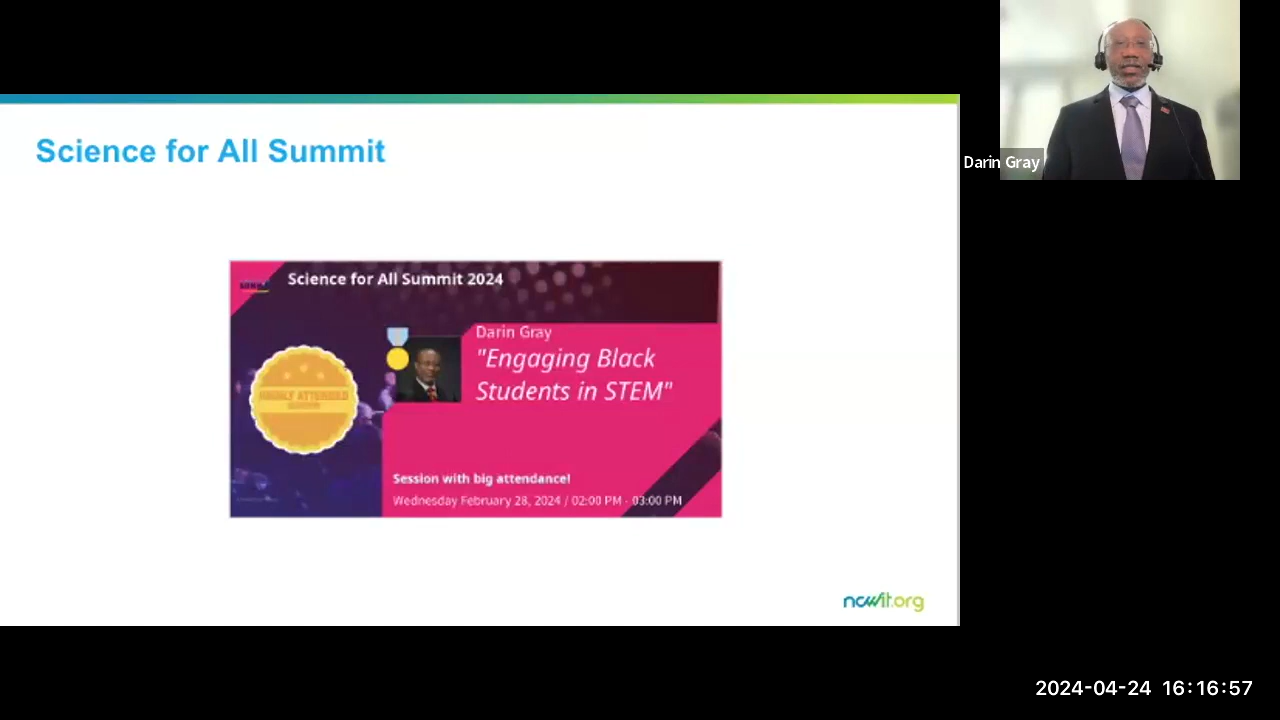 Science for All Summit
Darin Gray
Science for All Summit 2024
Darin Gray
"Engaging Black
Students in STEM"
HIGHLY ATTENDED
Session with big attendance!
Wednesday February 28, 2024 / 02:00 PM - 03:00 PM
ncwit.org
2024-04-24 16:16:57